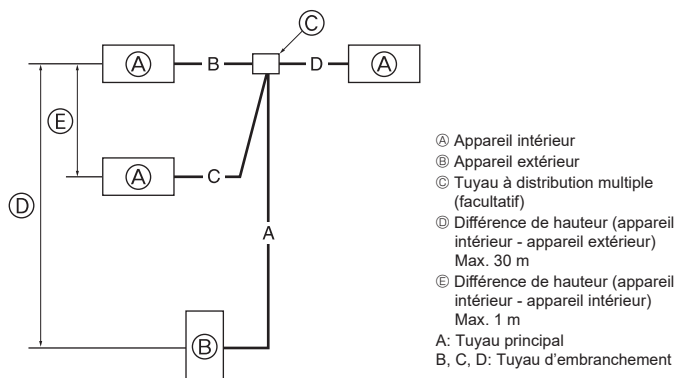 Ⓒ
Ⓐ B D Ⓐ
Ⓔ
Ⓐ C
Ⓓ
A
Ⓑ
Ⓐ Appareil intérieur
Ⓑ Appareil extérieur
Ⓒ Tuyau à distribution multiple
(facultatif)
Ⓓ Différence de hauteur (appareil
intérieur - appareil extérieur)
Max. 30 m
Ⓔ Différence de hauteur (appareil
intérieur - appareil intérieur)
Max. 1 m
A: Tuyau principal
B, C, D: Tuyau d'embranchement